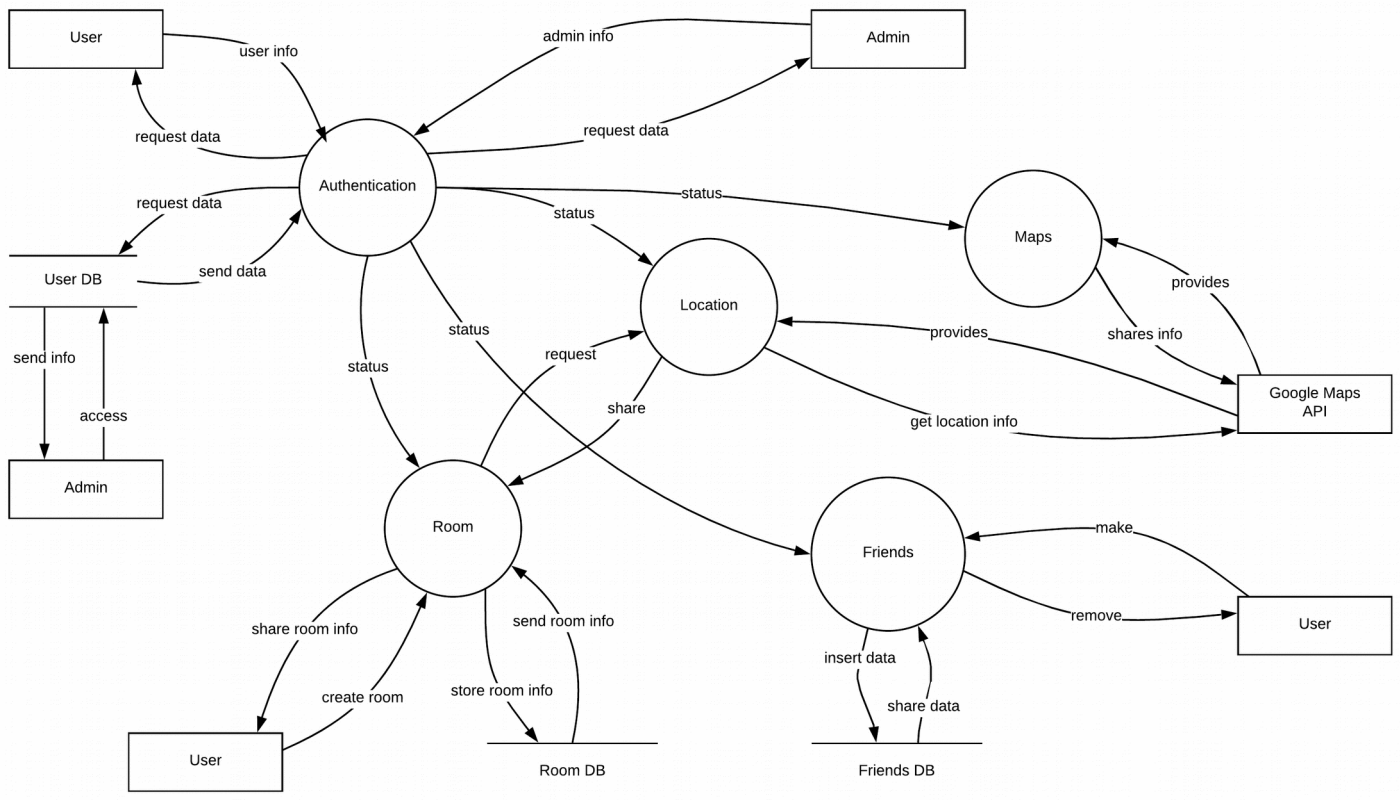 User
user info
admin info
Admin
request data
request data
Authentication
request data
status
status
Maps
send data
User DB
Location
provides
status
provides
shares info
send info
request
status
access
share
Google Maps
API
get location info
Admin
Room
Friends
make
share room info
send room info
remove
User
insert data
create room
store room info
share data
User
Room DB
Friends DB